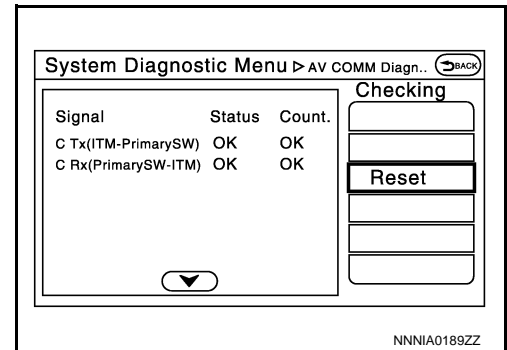 System Diagnostic Menu ▷ AV COMM Diagn.. BACK
Checking
Signal Status Count.
C Tx(ITM-PrimarySW) OK OK
C Rx(PrimarySW-ITM) OK OK
Reset
NNNIA0189ZZ